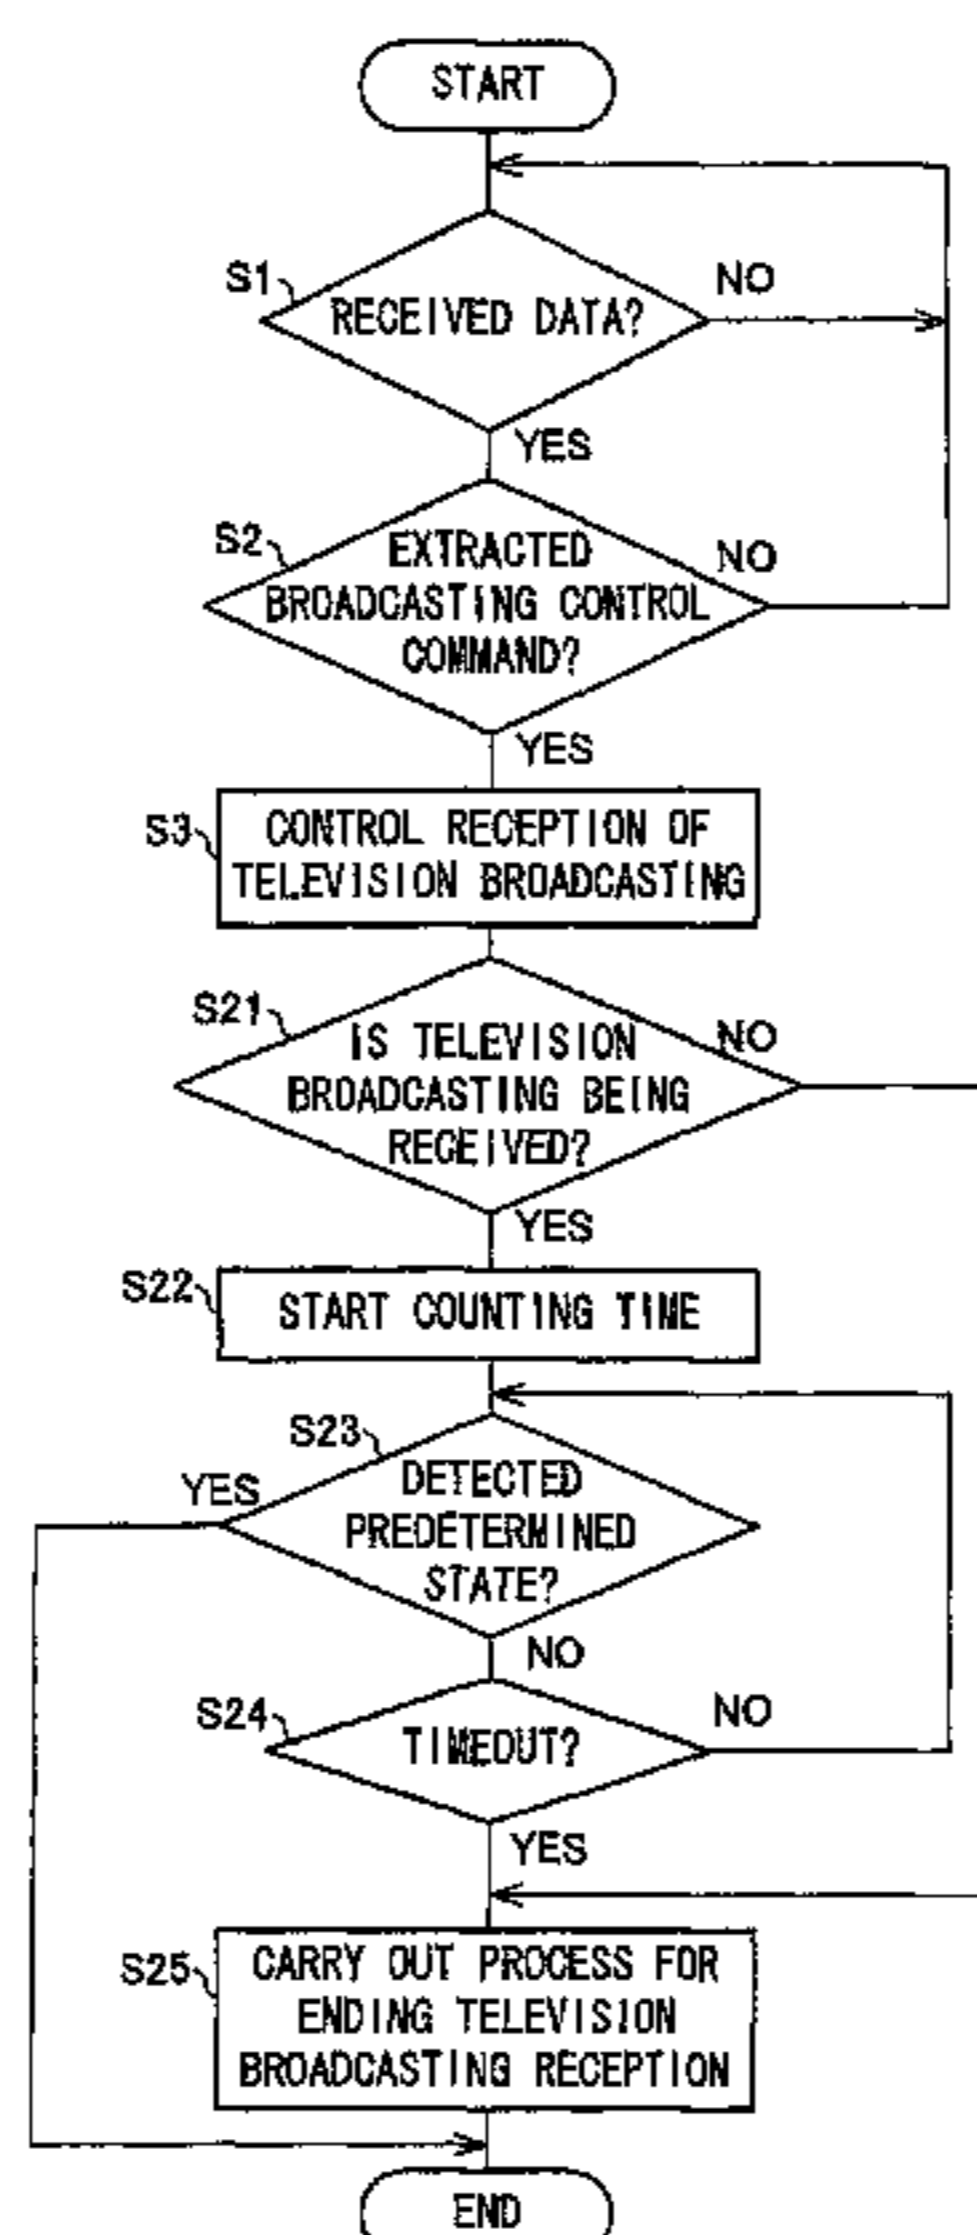 START
S1
RECEIVED DATA?
NO
YES
S2
EXTRACTED
BROADCASTING CONTROL
COMMAND?
NO
YES
S3
CONTROL RECEPTION OF
TELEVISION BROADCASTING
S21
IS TELEVISION
BROADCASTING BEING
RECEIVED?
NO
YES
S22
START COUNTING TIME
S23
YES
DETECTED
PREDETERMINED
STATE?
NO
S24
TIMEOUT?
NO
YES
S25
CARRY OUT PROCESS FOR
ENDING TELEVISION
BROADCASTING RECEPTION
END